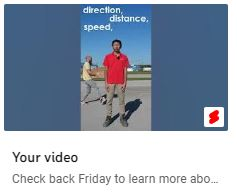 direction,
distance,
speed,
Your video
Check back Friday to learn more abo...